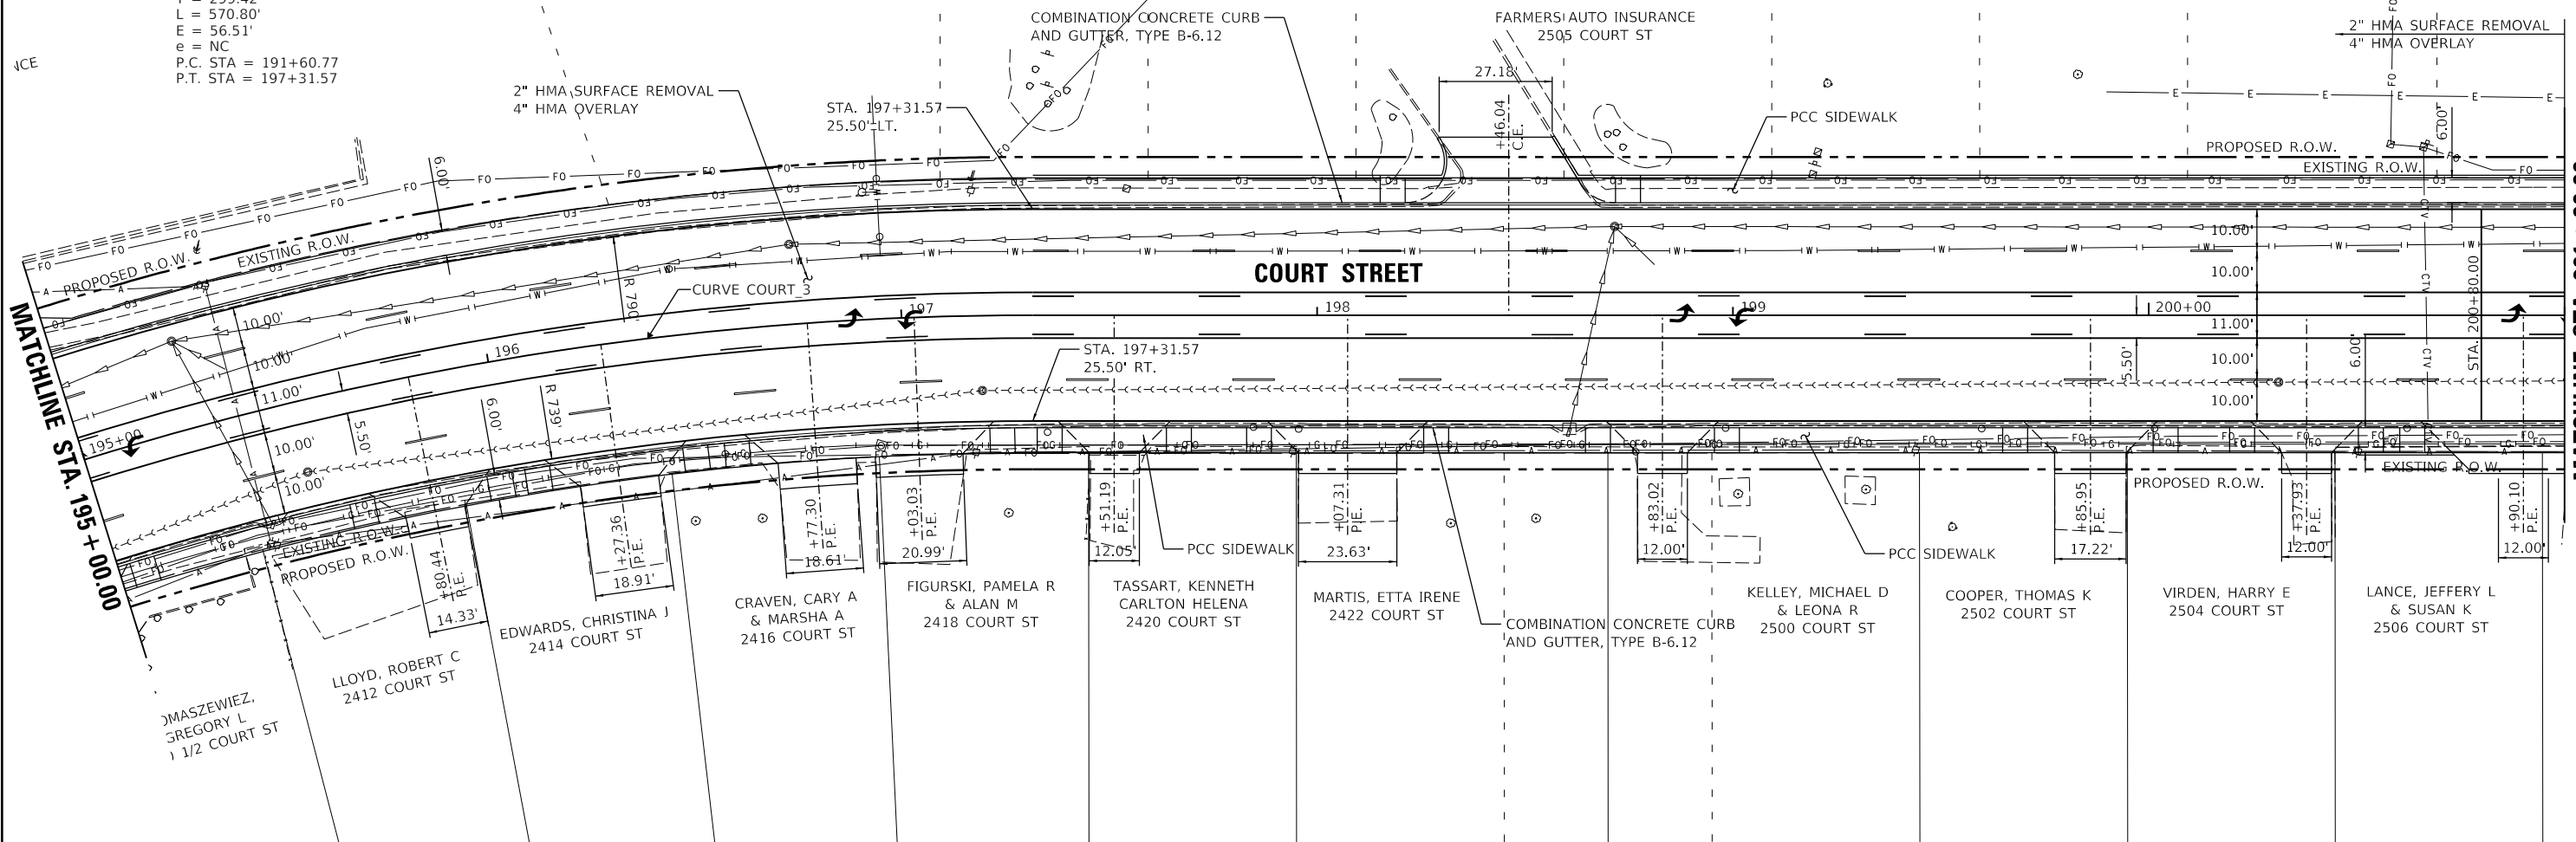 L = 570.80'
E = 56.51'
e = NC
P.C. STA = 191+60.77
P.T. STA = 197+31.57
2" HMA SURFACE REMOVAL
4" HMA OVERLAY
STA. 197+31.57
25.50' LT.
COMBINATION CONCRETE CURB
AND GUTTER, TYPE B-6.12
FARMERS AUTO INSURANCE
2505 COURT ST
27.18'
+46.04
C.E.
PCC SIDEWALK
2" HMA SURFACE REMOVAL
4" HMA OVERLAY
6.00'
PROPOSED R.O.W.
EXISTING R.O.W.
6.00'
PROPOSED R.O.W.
EXISTING R.O.W.
R 790'
CURVE COURT_3
COURT STREET
195+00
196
197
198
199
200+00
10.00'
10.00'
11.00'
10.00'
10.00'
5.50'
6.00'
R 739'
STA. 197+31.57
25.50' RT.
10.00'
10.00'
11.00'
10.00'
10.00'
5.50'
6.00'
STA. 200+80.00
MATCHLINE STA. 195+00.00
EXISTING R.O.W.
PROPOSED R.O.W.
EXISTING R.O.W.
PROPOSED R.O.W.
+80.44
P.E.
14.33'
+27.36
P.E.
18.91'
+77.30
P.E.
18.61'
+03.03
P.E.
20.99'
+51.19
P.E.
12.05'
PCC SIDEWALK
+07.31
P.E.
23.63'
+83.02
P.E.
12.00'
PCC SIDEWALK
+85.95
P.E.
17.22'
+37.93
P.E.
12.00'
+90.10
P.E.
12.00'
GREGORY L
1/2 COURT ST
LLOYD, ROBERT C
2412 COURT ST
EDWARDS, CHRISTINA J
2414 COURT ST
CRAVEN, CARY A
& MARSHA A
2416 COURT ST
FIGURSKI, PAMELA R
& ALAN M
2418 COURT ST
TASSART, KENNETH
CARLTON HELENA
2420 COURT ST
MARTIS, ETTA IRENE
2422 COURT ST
COMBINATION CONCRETE CURB
AND GUTTER, TYPE B-6.12
KELLEY, MICHAEL D
& LEONA R
2500 COURT ST
COOPER, THOMAS K
2502 COURT ST
VIRDEN, HARRY E
2504 COURT ST
LANCE, JEFFERY L
& SUSAN K
2506 COURT ST